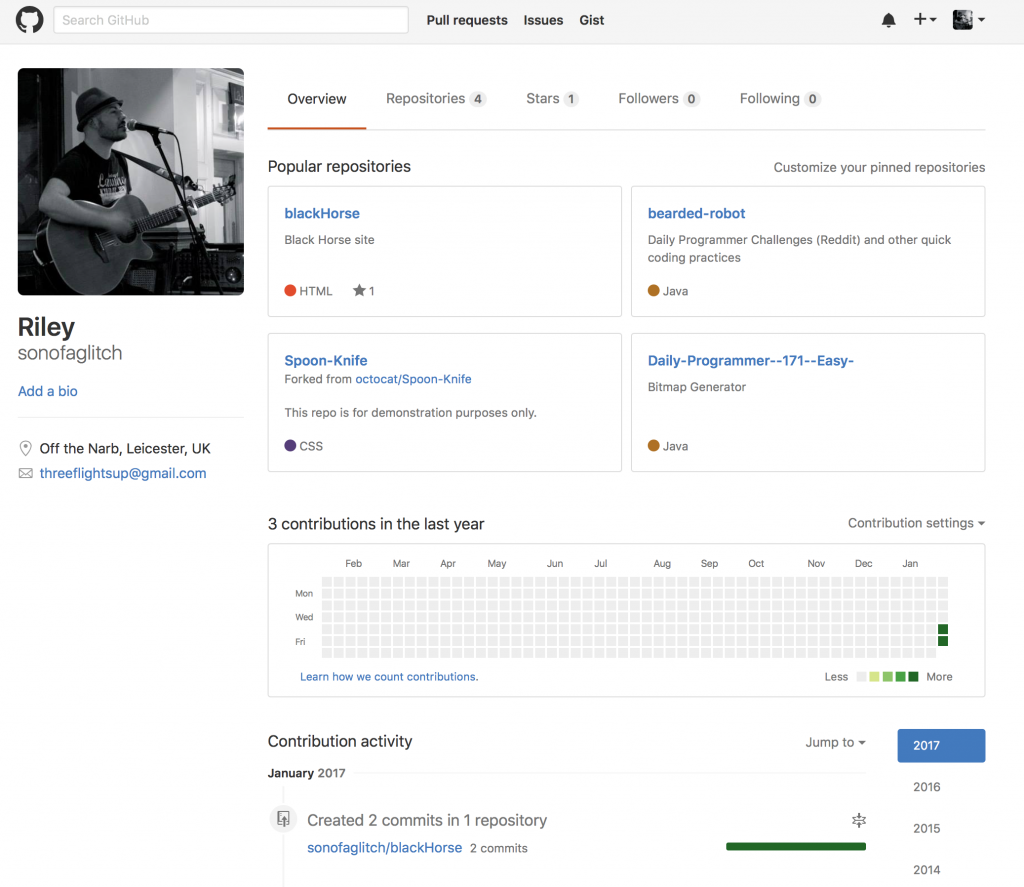 Search GitHub
Pull requests Issues Gist
Overview Repositories 4 Stars 1 Followers 0 Following 0
Riley
sonofaglitch
Add a bio
Off the Narb, Leicester, UK
threeflightsup@gmail.com
Popular repositories Customize your pinned repositories
blackHorse
Black Horse site
HTML 1
bearded-robot
Daily Programmer Challenges (Reddit) and other quick
coding practices
Java
Spoon-Knife
Forked from octocat/Spoon-Knife
This repo is for demonstration purposes only.
CSS
Daily-Programmer--171--Easy-
Bitmap Generator
Java
3 contributions in the last year Contribution settings
Feb Mar Apr May Jun Jul Aug Sep Oct Nov Dec Jan
Mon
Wed
Fri
Learn how we count contributions. Less More
Contribution activity Jump to
2017
2016
2015
2014
January 2017
Created 2 commits in 1 repository
sonofaglitch/blackHorse 2 commits